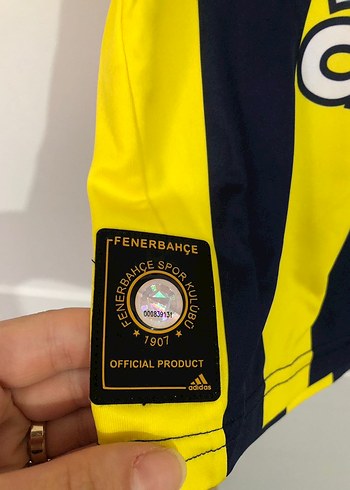 FENERBAHÇE
FENERBAHÇE SPOR KULÜBÜ
000839131
★ 1907 ★
OFFICIAL PRODUCT
adidas